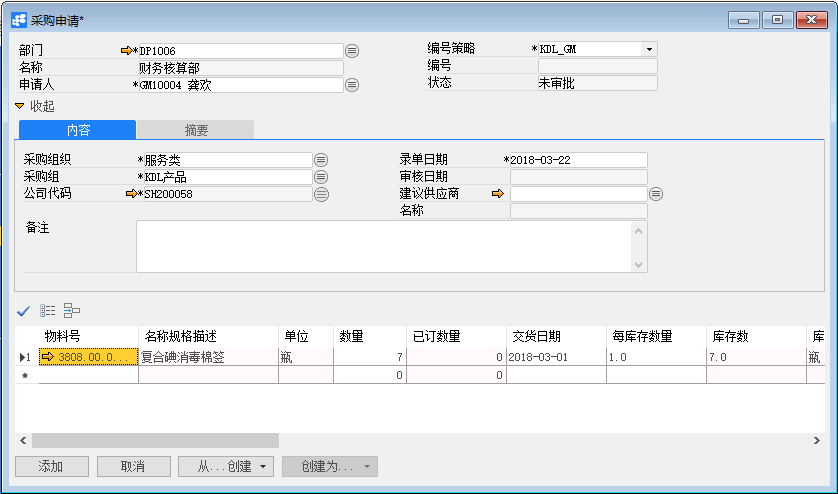 采购申请*
部门 *DP1006 编号策略 *KDL_GM
名称 财务核算部 编号
申请人 *GM10004 龚欢 状态 未审批
收起
内容 摘要
采购组织 *服务类 录单日期 *2018-03-22
采购组 *KDL产品 审核日期
公司代码 *SH200058 建议供应商
名称
备注
物料号 名称规格描述 单位 数量 已订数量 交货日期 每库存数量 库存数 库
1 3808.00.0... 复合碘消毒棉签 瓶 7 0 2018-03-01 1.0 7.0 瓶
* 0 0
添加 取消 从...创建 创建为...